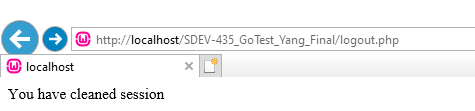 http://localhost/SDEV-435_GoTest_Yang_Final/logout.php
localhost
You have cleaned session